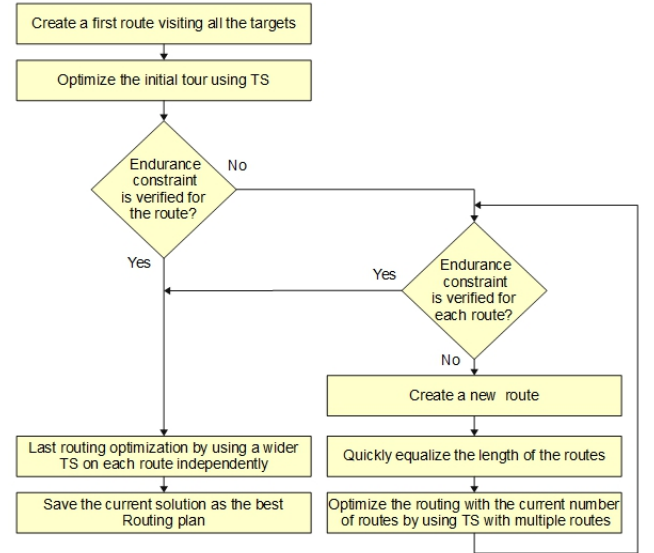 Create a first route visiting all the targets
Optimize the initial tour using TS
Endurance
constraint
is verified for
the route?
No
Yes
Endurance
constraint
is verified for
each route?
Yes
No
Create a new route
Quickly equalize the length of the routes
Optimize the routing with the current number
of routes by using TS with multiple routes
Last routing optimization by using a wider
TS on each route independently
Save the current solution as the best
Routing plan